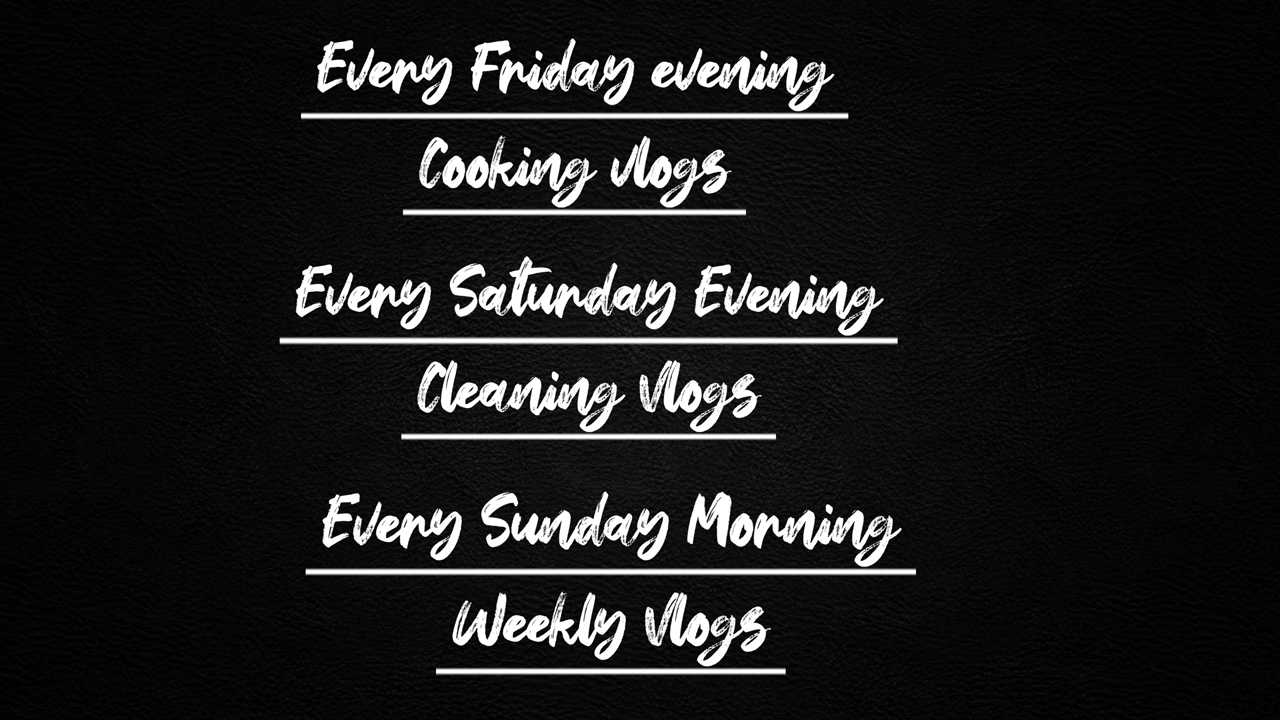 Every Friday evening
Cooking vlogs
Every Saturday Evening
Cleaning Vlogs
Every Sunday Morning
Weekly Vlogs